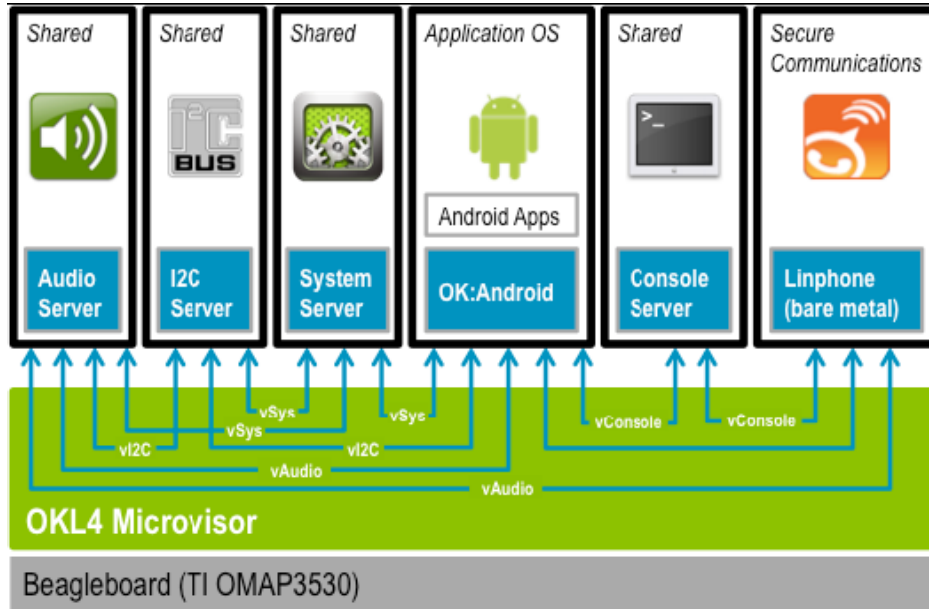 Shared
Shared
Shared
Application OS
Shared
Secure
Communications
I²C
BUS
>_
Android Apps
Audio
Server
I2C
Server
System
Server
OK:Android
Console
Server
Linphone
(bare metal)
vSys
vSys
vSys
vConsole
vConsole
vI2C
vI2C
vAudio
vAudio
OKL4 Microvisor
Beagleboard (TI OMAP3530)